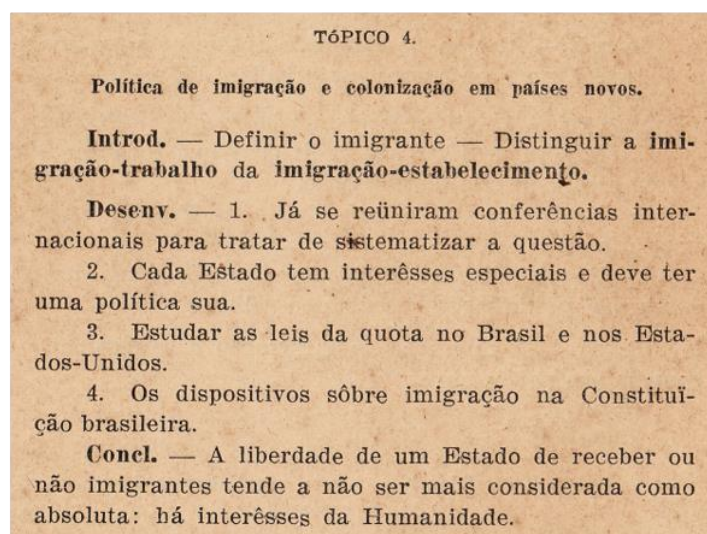 TÓPICO 4.
Política de imigração e colonização em países novos.
Introd. — Definir o imigrante — Distinguir a imi-
gração-trabalho da imigração-estabelecimento.
Desenv. — 1. Já se reüniram conferências inter-
nacionais para tratar de sistematizar a questão.
2. Cada Estado tem interêsses especiais e deve ter
uma política sua.
3. Estudar as leis da quota no Brasil e nos Esta-
dos-Unidos.
4. Os dispositivos sôbre imigração na Constituï-
ção brasileira.
Concl. — A liberdade de um Estado de receber ou
não imigrantes tende a não ser mais considerada como
absoluta: há interêsses da Humanidade.